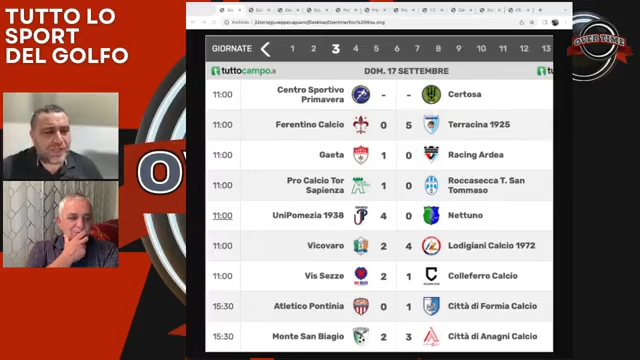 TUTTO LO
SPORT
DEL GOLFO
OVER TIME
GIORNATE 1 2 3 4 5 6 7 8 9 10 11 12 13
tuttocampo.it DOM. 17 SETTEMBRE
11:00 Centro Sportivo Primavera - - Certosa
11:00 Ferentino Calcio 0 5 Terracina 1925
11:00 Gaeta 1 0 Racing Ardea
11:00 Pro Calcio Tor Sapienza 1 0 Roccasecca T. San Tommaso
11:00 UniPomezia 1938 4 0 Nettuno
11:00 Vicovaro 2 4 Lodigiani Calcio 1972
11:00 Vis Sezze 2 1 Colleferro Calcio
15:30 Atletico Pontinia 0 1 Città di Formia Calcio
15:30 Monte San Biagio 2 3 Città di Anagni Calcio